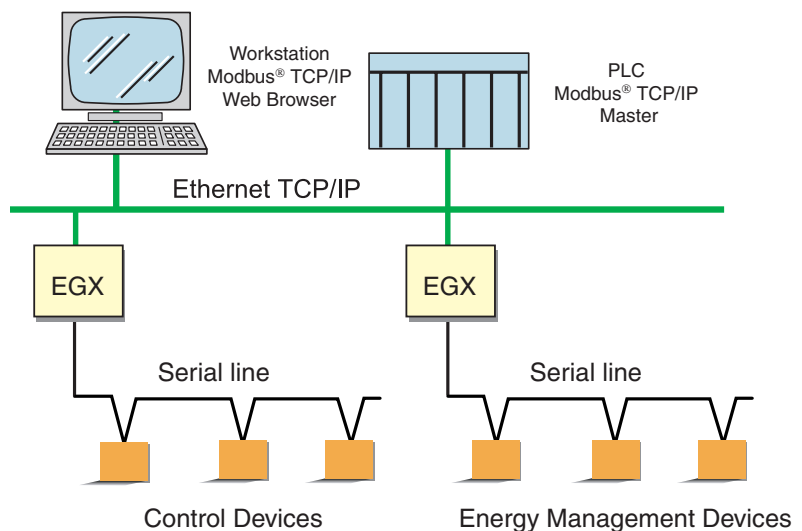 Workstation
Modbus® TCP/IP
Web Browser
PLC
Modbus® TCP/IP
Master
Ethernet TCP/IP
EGX
EGX
Serial line
Serial line
Control Devices
Energy Management Devices